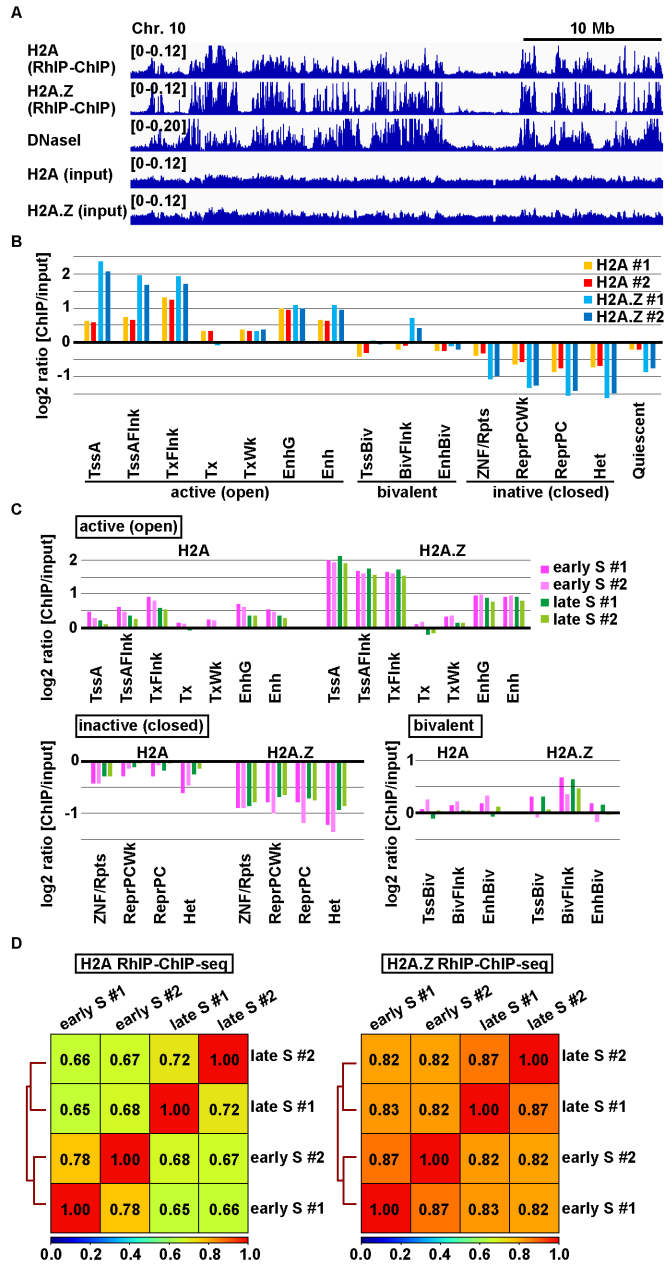 A
Chr. 10
10 Mb
H2A
(RhIP-ChIP)
[0-0.12]
H2A.Z
(RhIP-ChIP)
[0-0.12]
DNaseI
[0-0,20]
H2A (input)
[0-0.12]
H2A.Z (input)
[0-0.12]
B
log2 ratio [ChIP/input]
2
1
0
-1
H2A #1
H2A #2
H2A.Z #1
H2A.Z #2
TssA
TssAFlnk
TxFlnk
Tx
TxWk
EnhG
Enh
TssBiv
BivFlnk
EnhBiv
ZNF/Rpts
ReprPCWk
ReprPC
Het
Quiescent
active (open)
bivalent
inative (closed)
C
active (open)
H2A
H2A.Z
log2 ratio [ChIP/input]
2
1
0
early S #1
early S #2
late S #1
late S #2
TssA
TssAFlnk
TxFlnk
Tx
TxWk
EnhG
Enh
TssA
TssAFlnk
TxFlnk
Tx
TxWk
EnhG
Enh
inactive (closed)
H2A
H2A.Z
log2 ratio [ChIP/input]
0
-1
ZNF/Rpts
ReprPCWk
ReprPC
Het
ZNF/Rpts
ReprPCWk
ReprPC
Het
bivalent
H2A
H2A.Z
log2 ratio [ChIP/input]
1
0
TssBiv
BivFlnk
EnhBiv
TssBiv
BivFlnk
EnhBiv
D
H2A RhIP-ChIP-seq
early S #1
early S #2
late S #1
late S #2
0.66 0.67 0.72 1.00 late S #2
0.65 0.68 1.00 0.72 late S #1
0.78 1.00 0.68 0.67 early S #2
1.00 0.78 0.65 0.66 early S #1
0.0 0.2 0.4 0.6 0.8 1.0
H2A.Z RhIP-ChIP-seq
early S #1
early S #2
late S #1
late S #2
0.82 0.82 0.87 1.00 late S #2
0.83 0.82 1.00 0.87 late S #1
0.87 1.00 0.82 0.82 early S #2
1.00 0.87 0.83 0.82 early S #1
0.0 0.2 0.4 0.6 0.8 1.0